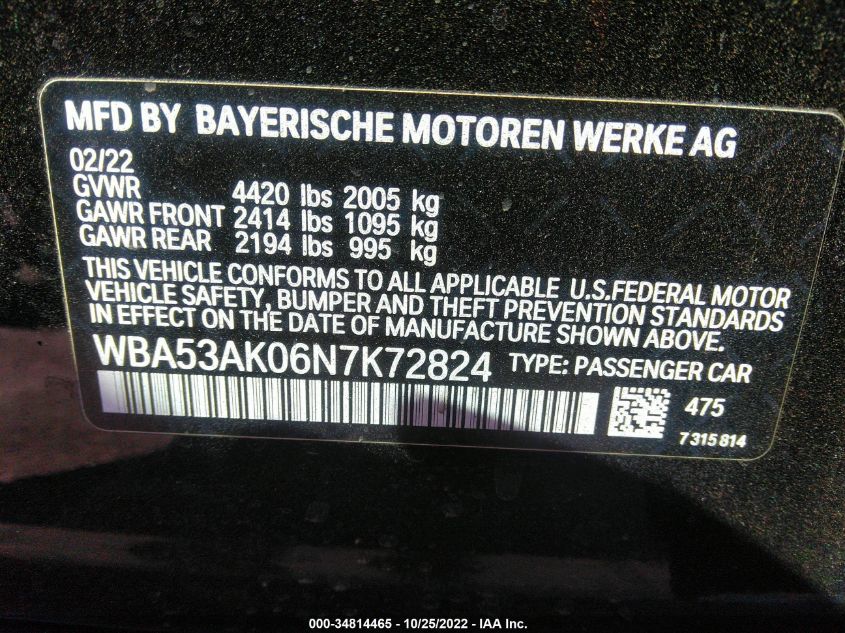 MFD BY BAYERISCHE MOTOREN WERKE AG
02/22
GVWR 4420 lbs 2005 kg
GAWR FRONT 2414 lbs 1095 kg
GAWR REAR 2194 lbs 995 kg
THIS VEHICLE CONFORMS TO ALL APPLICABLE U.S.FEDERAL MOTOR
VEHICLE SAFETY, BUMPER AND THEFT PREVENTION STANDARDS
IN EFFECT ON THE DATE OF MANUFACTURE SHOWN ABOVE.
WBA53AK06N7K72824 TYPE: PASSENGER CAR
475
7315814
000-34814465 - 10/25/2022 - IAA Inc.